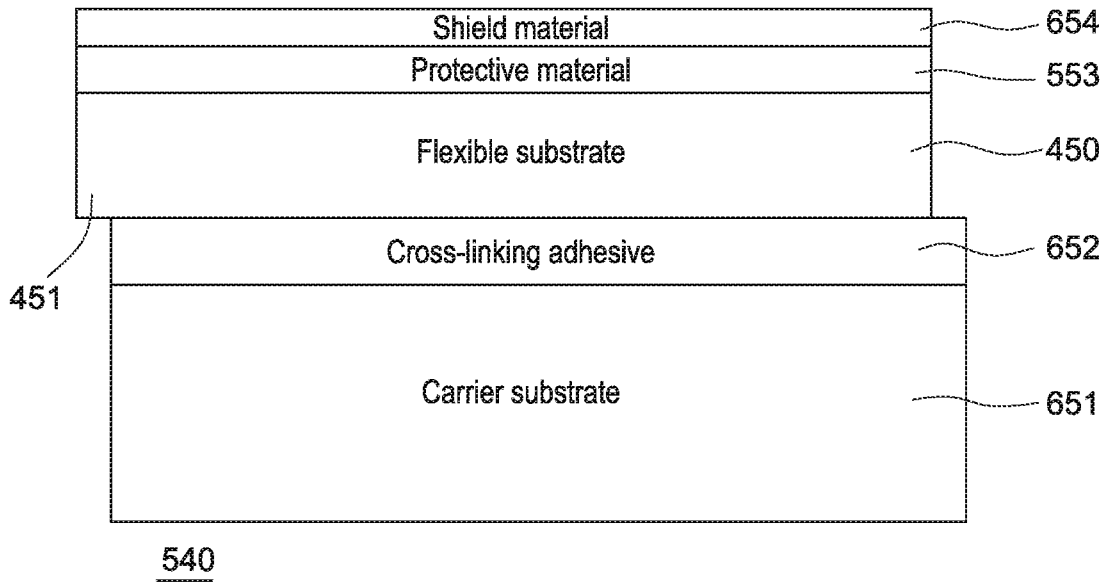 Shield material
654
Protective material
553
Flexible substrate
450
Cross-linking adhesive
652
451
Carrier substrate
651
540